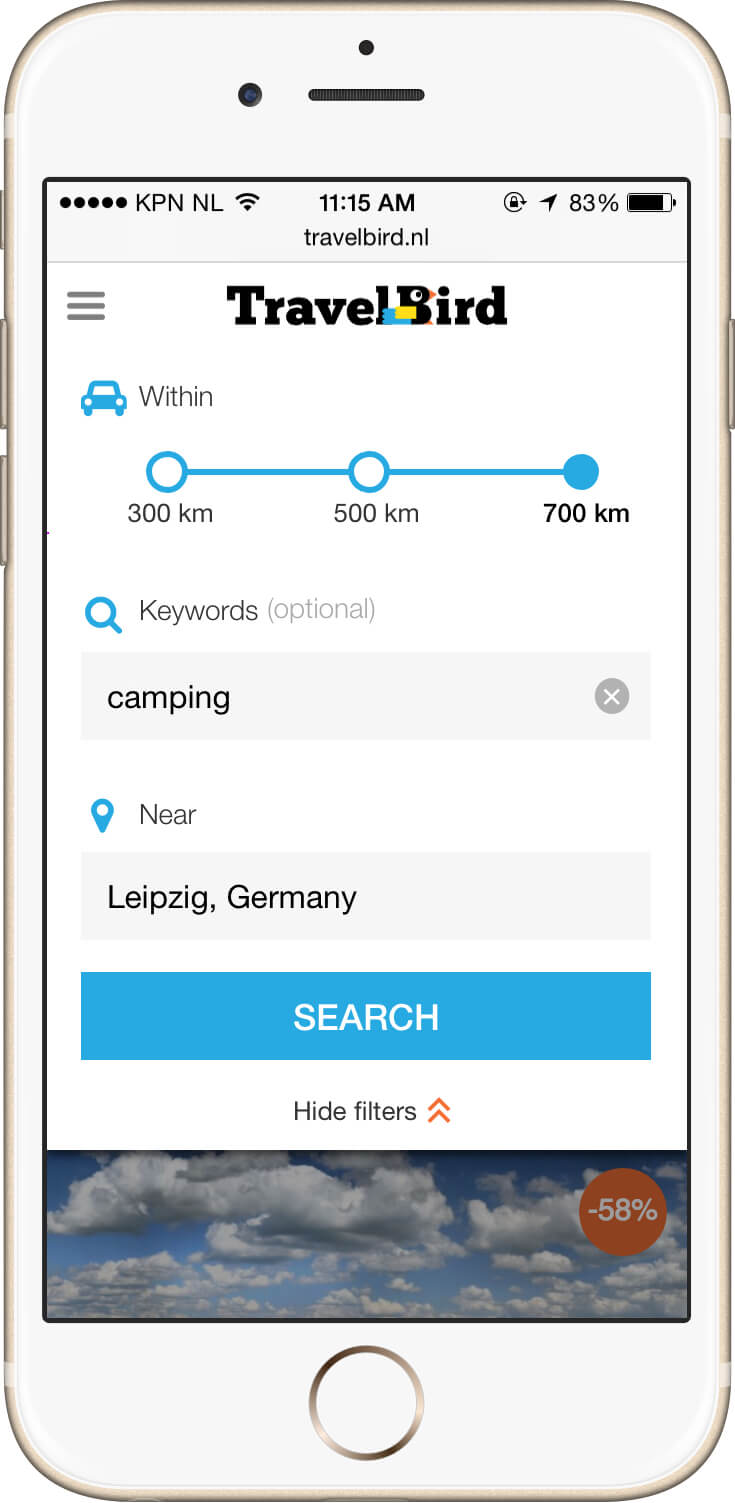 KPN NL 11:15 AM 83%
travelbird.nl
TravelBird
Within
300 km 500 km 700 km
Keywords (optional)
camping
Near
Leipzig, Germany
SEARCH
Hide filters
-58%